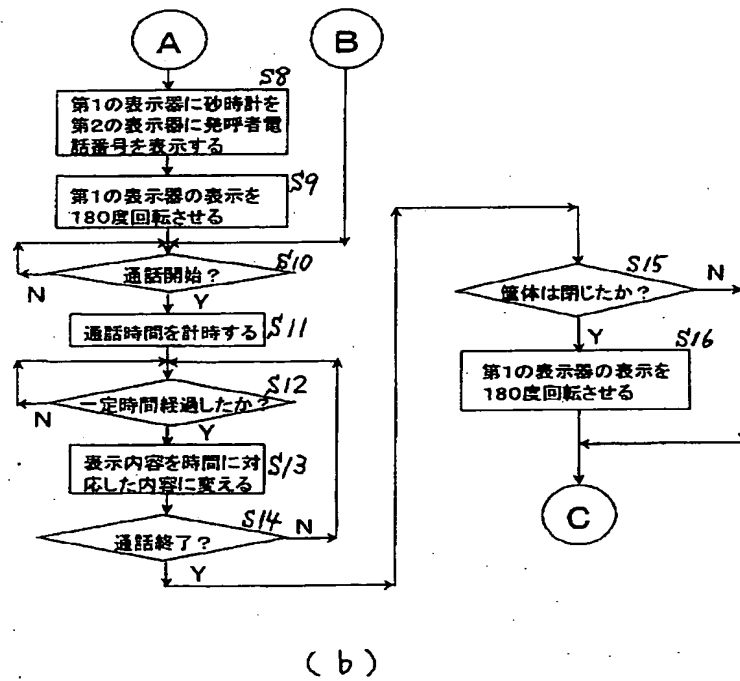 A
B
S8
第1の表示器に砂時計を
第2の表示器に発呼者電
話番号を表示する
S9
第1の表示器の表示を
180度回転させる
通話開始？
S10
N
Y
通話時間を計時する
S11
一定時間経過したか？
S12
N
Y
表示内容を時間に対
応した内容に変える
S13
通話終了？
S14
N
Y
S15
筐体は閉じたか？
N
Y
S16
第1の表示器の表示を
180度回転させる
C
(b)